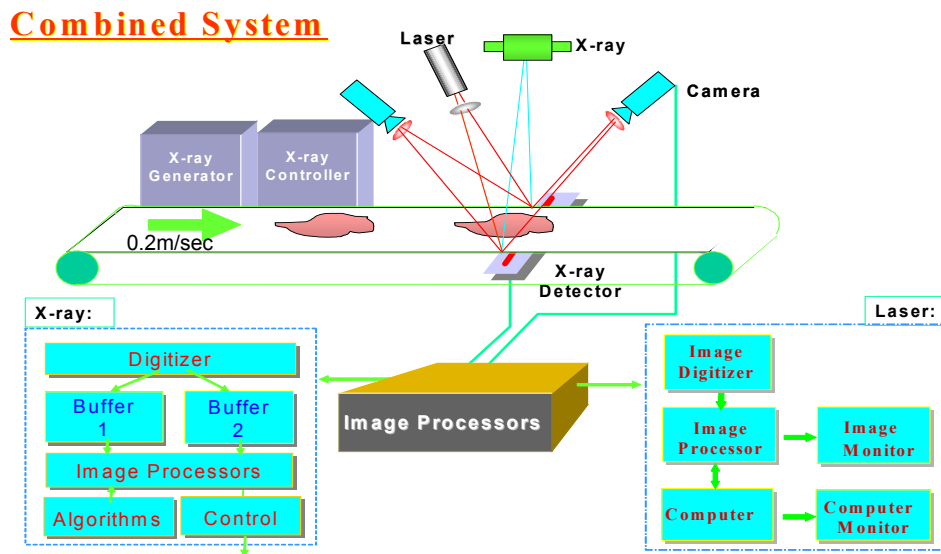 Combined System
Laser
X-ray
Camera
X-ray
Generator
X-ray
Controller
0.2m/sec
X-ray
Detector
X-ray:
Digitizer
Buffer
1
Buffer
2
Image Processors
Algorithms
Control
Image Processors
Laser:
Image
Digitizer
Image
Processor
Image
Monitor
Computer
Computer
Monitor